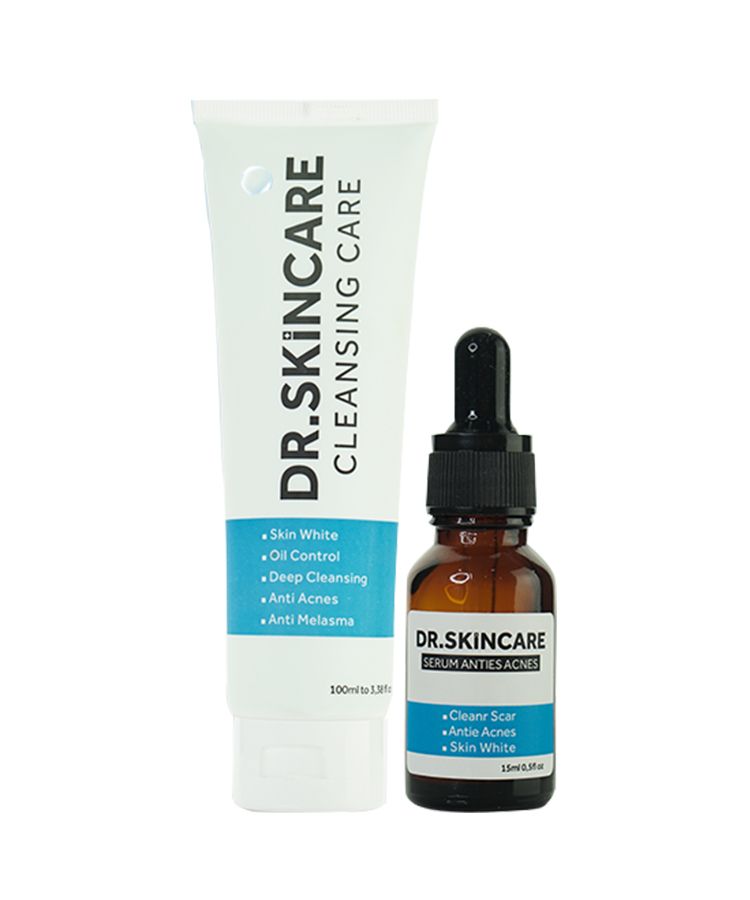 DR.SKiNCARE
CLEANSING CARE
Skin White
Oil Control
Deep Cleansing
Anti Acnes
Anti Melasma
100ml to 3,38 fl oz
DR.SKiNCARE
SERUM ANTIES ACNES
Cleanr Scar
Antie Acnes
Skin White
15ml 0,5fl oz